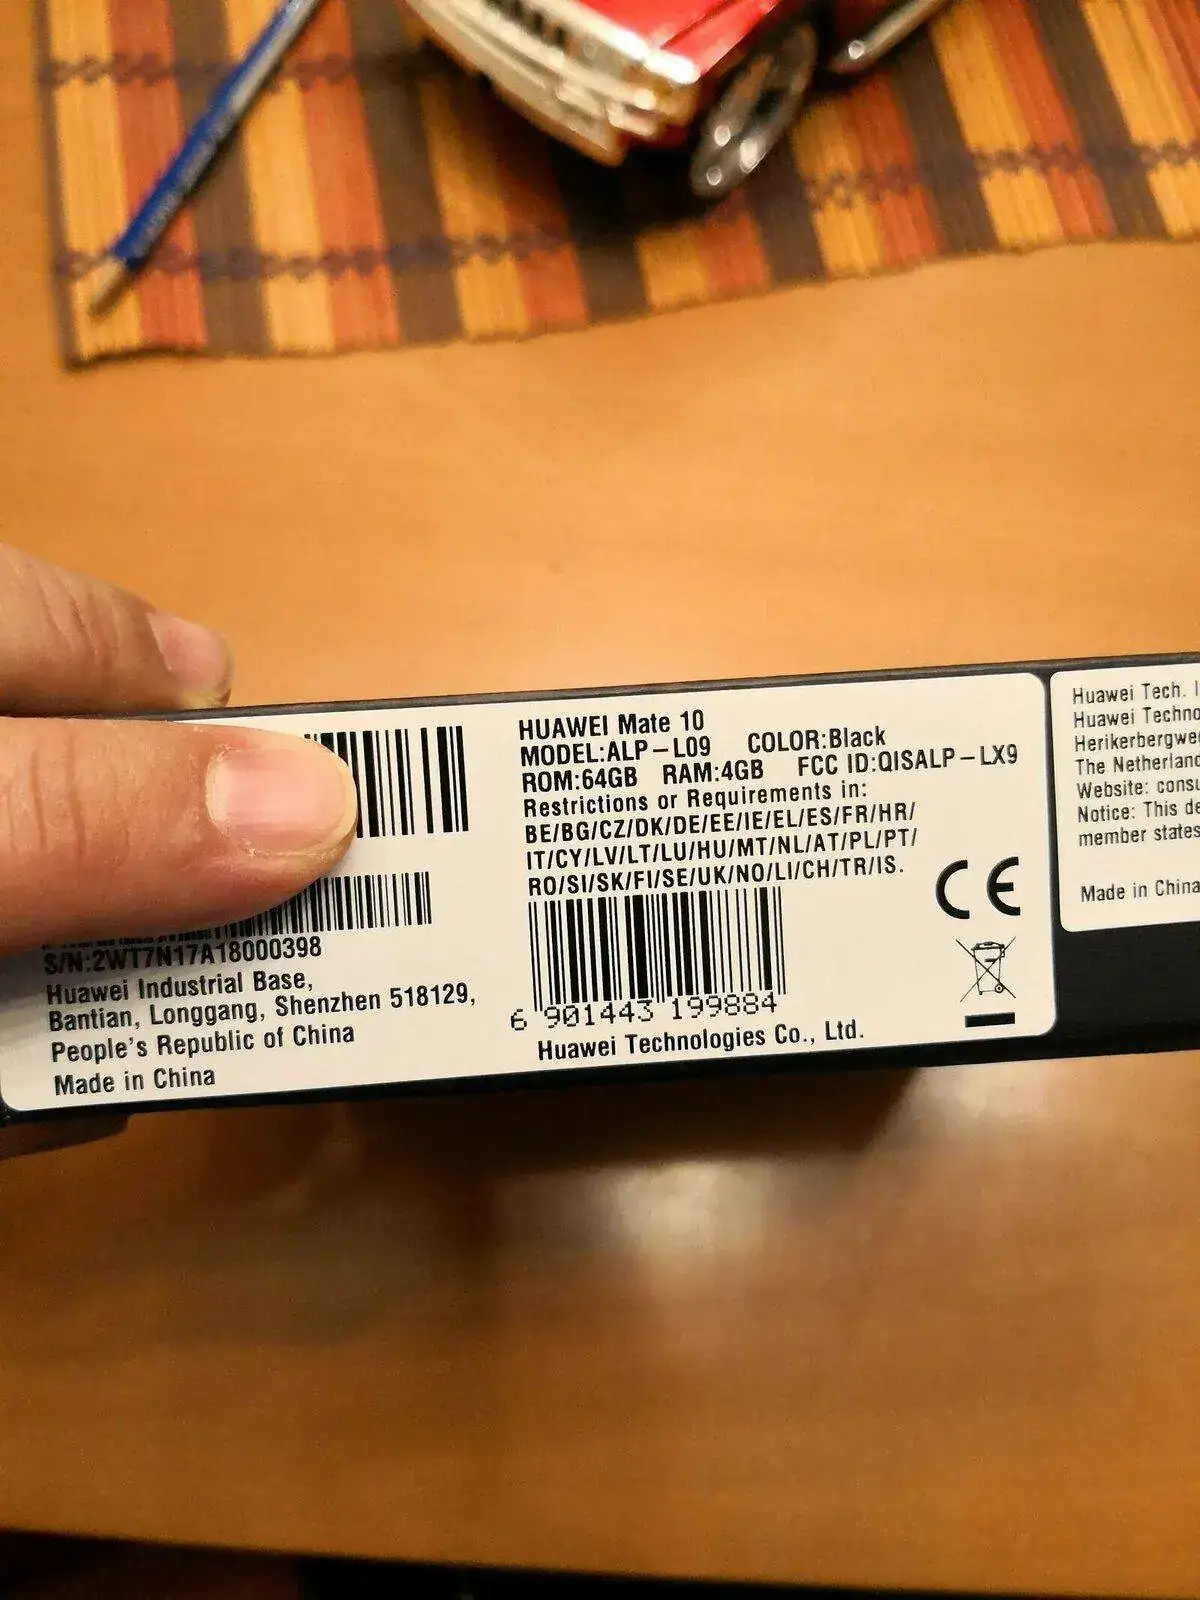 HUAWEI Mate 10
MODEL:ALP-L09 COLOR:Black
ROM:64GB RAM:4GB FCC ID:QISALP-LX9
Restrictions or Requirements in:
BE/BG/CZ/DK/DE/EE/IE/EL/ES/FR/HR/
IT/CY/LV/LT/LU/HU/MT/NL/AT/PL/PT/
RO/SI/SK/FI/SE/UK/NO/LI/CH/TR/IS.
CE
6 901443 199884
Huawei Technologies Co., Ltd.
S/N:2WT7N17A18000398
Huawei Industrial Base,
Bantian, Longgang, Shenzhen 518129,
People's Republic of China
Made in China
Huawei Tech.
Huawei
The
Website:
Notice: This
member states
Made in China